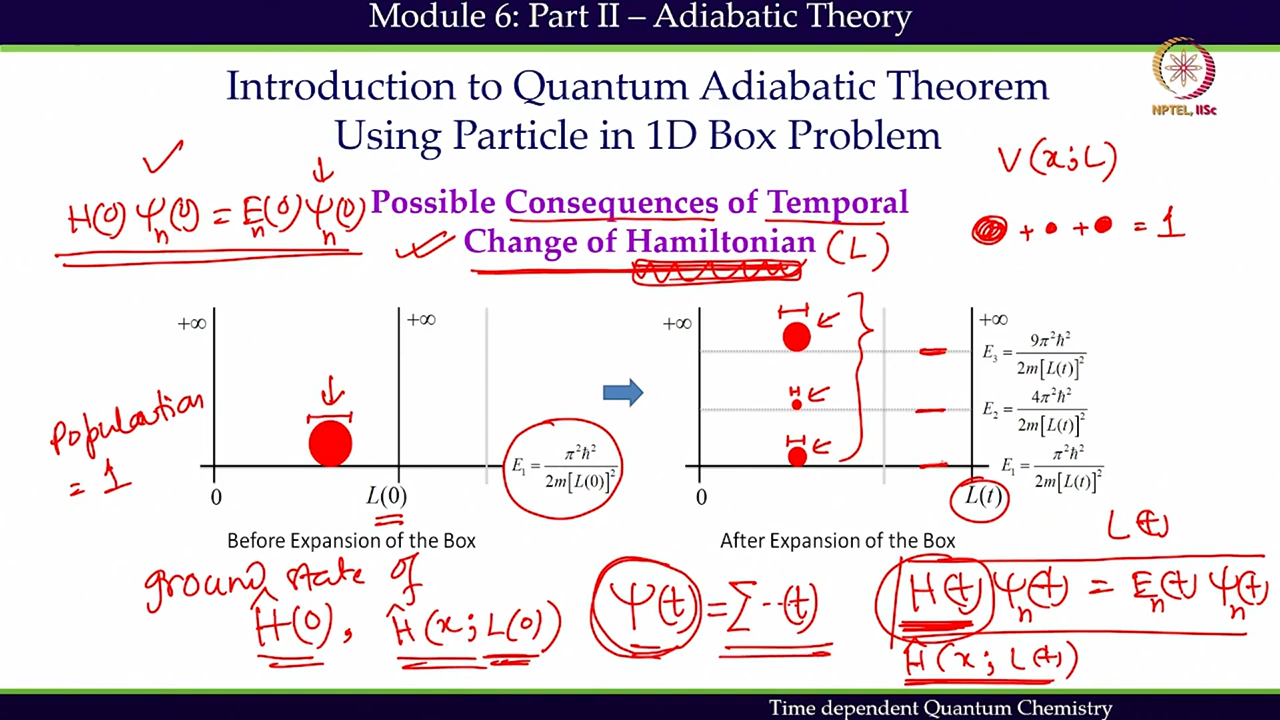 Module 6: Part II – Adiabatic Theory
Introduction to Quantum Adiabatic Theorem
Using Particle in 1D Box Problem
NPTEL, IISc
V(x;L)
H(0) Ψn(0) = En(0) Ψn(0)
Possible Consequences of Temporal
Change of Hamiltonian (L)
+ + = 1
+∞ +∞ +∞ +∞
E₃ = 9π²ħ² / 2m[L(t)]²
E₂ = 4π²ħ² / 2m[L(t)]²
Population
= 1
E₁ = π²ħ² / 2m[L(0)]²
E₁ = π²ħ² / 2m[L(t)]²
0 L(0) 0 L(t)
Before Expansion of the Box
After Expansion of the Box
L(t)
ground state of
Ĥ(0), Ĥ(x; L(0))
Ψ(t) = Σ--(t)
H(t) Ψn(t) = En(t) Ψn(t)
Ĥ(x; L(t))
Time dependent Quantum Chemistry